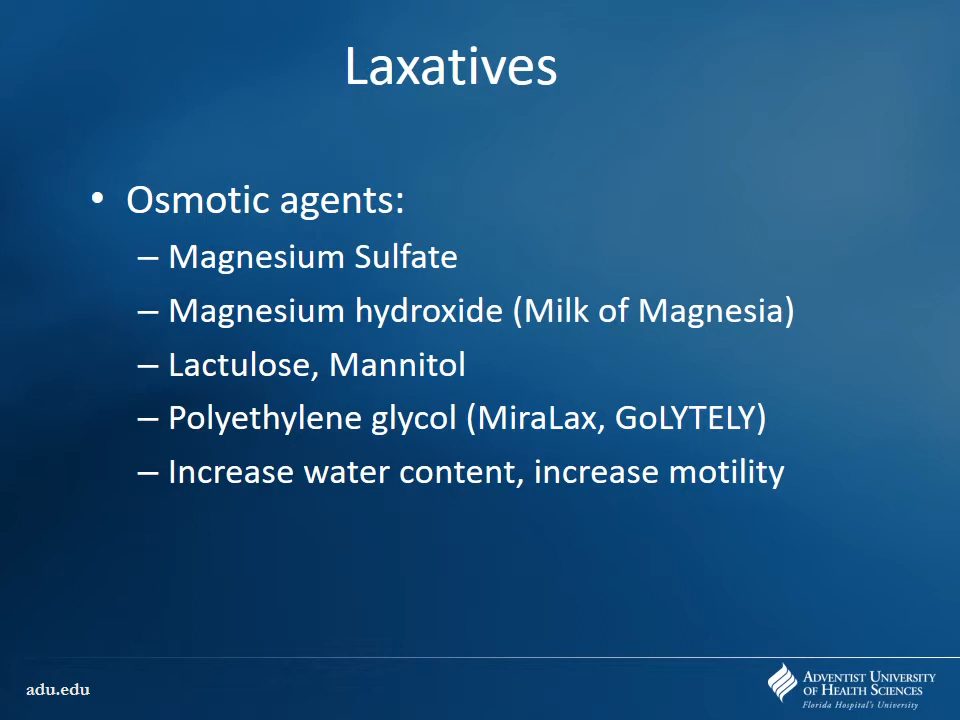 Laxatives
• Osmotic agents:
– Magnesium Sulfate
– Magnesium hydroxide (Milk of Magnesia)
– Lactulose, Mannitol
– Polyethylene glycol (MiraLax, GoLYTELY)
– Increase water content, increase motility
adu.edu
ADVENTIST UNIVERSITY
OF HEALTH SCIENCES
Florida Hospital's University